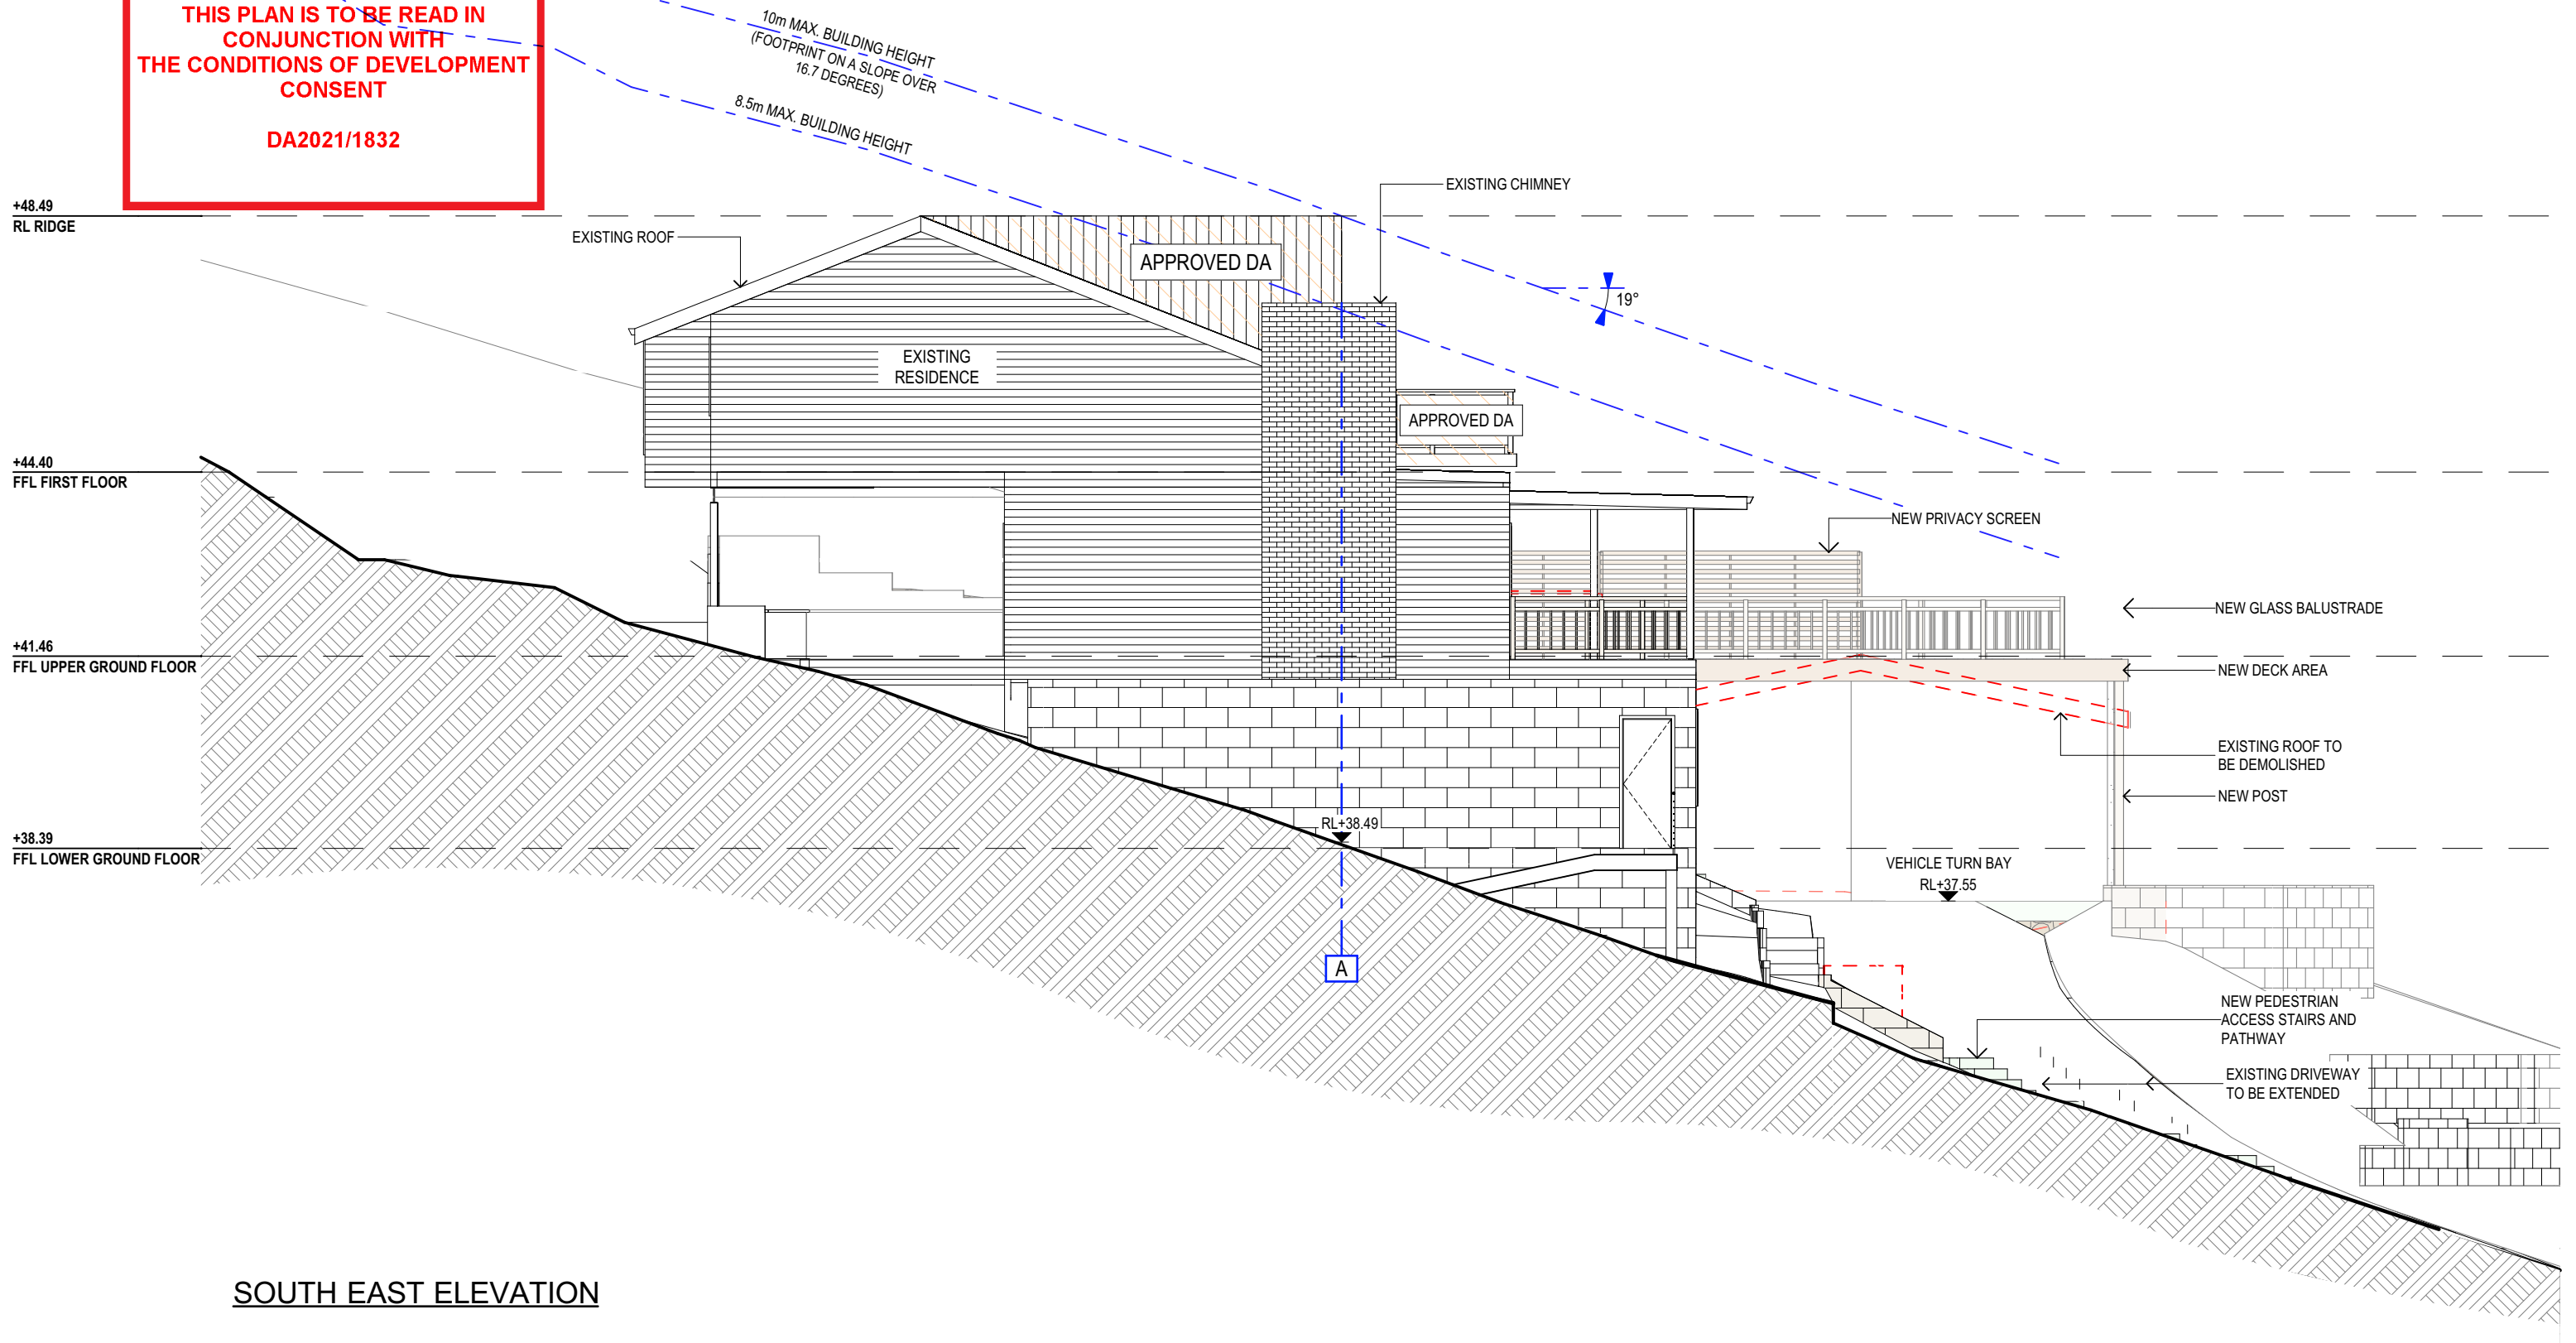 THIS PLAN IS TO BE READ IN
CONJUNCTION WITH
THE CONDITIONS OF DEVELOPMENT
CONSENT
DA2021/1832
10m MAX. BUILDING HEIGHT
(FOOTPRINT ON A SLOPE OVER
16.7 DEGREES)
8.5m MAX. BUILDING HEIGHT
EXISTING CHIMNEY
+48.49
RL RIDGE
EXISTING ROOF
APPROVED DA
19°
EXISTING
RESIDENCE
APPROVED DA
+44.40
FFL FIRST FLOOR
NEW PRIVACY SCREEN
NEW GLASS BALUSTRADE
+41.46
FFL UPPER GROUND FLOOR
NEW DECK AREA
EXISTING ROOF TO
BE DEMOLISHED
NEW POST
RL+38.49
+38.39
FFL LOWER GROUND FLOOR
VEHICLE TURN BAY
RL+37.55
A
NEW PEDESTRIAN
ACCESS STAIRS AND
PATHWAY
EXISTING DRIVEWAY
TO BE EXTENDED
SOUTH EAST ELEVATION